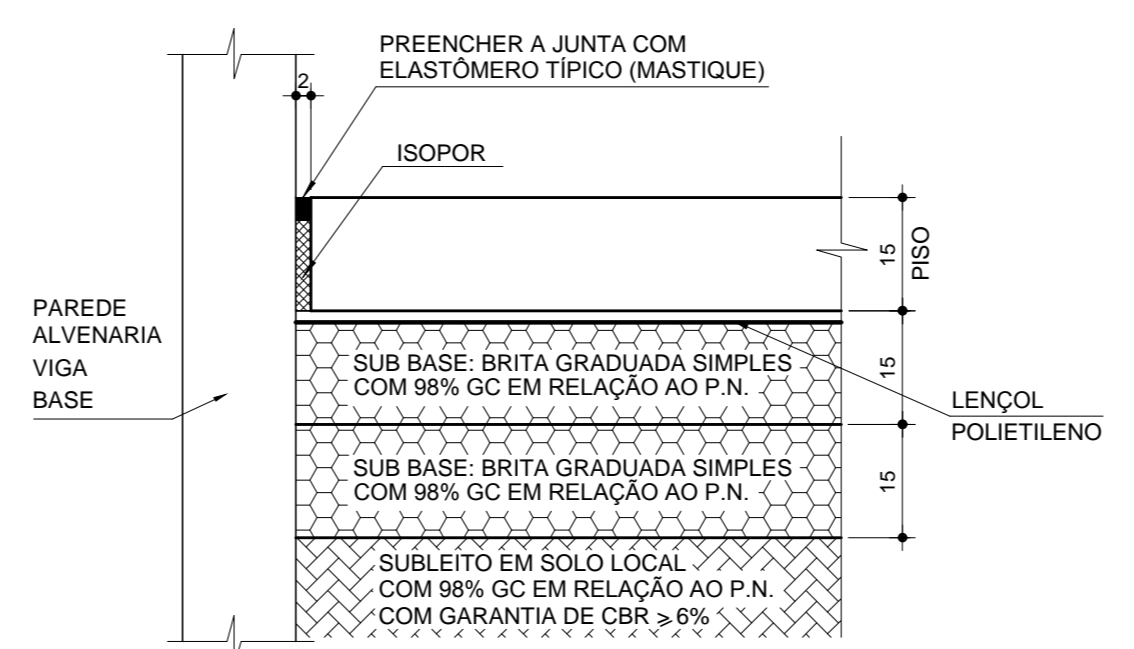 PREENCHER A JUNTA COM
ELASTÔMERO TÍPICO (MASTIQUE)
2
ISOPOR
15
PISO
PAREDE
ALVENARIA
VIGA
BASE
SUB BASE: BRITA GRADUADA SIMPLES
COM 98% GC EM RELAÇÃO AO P.N.
15
LENÇOL
POLIETILENO
SUB BASE: BRITA GRADUADA SIMPLES
COM 98% GC EM RELAÇÃO AO P.N.
15
SUBLEITO EM SOLO LOCAL
COM 98% GC EM RELAÇÃO AO P.N.
COM GARANTIA DE CBR ⩾ 6%